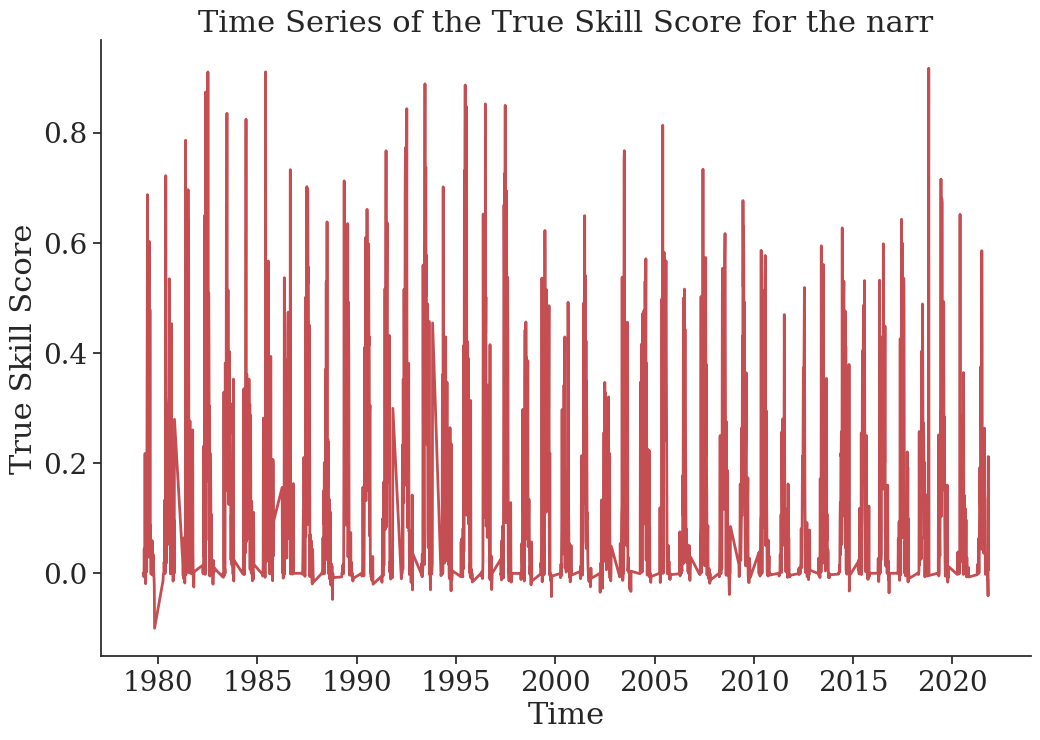 Time Series of the True Skill Score for the narr
True Skill Score
0.8
0.6
0.4
0.2
0.0
1980 1985 1990 1995 2000 2005 2010 2015 2020
Time